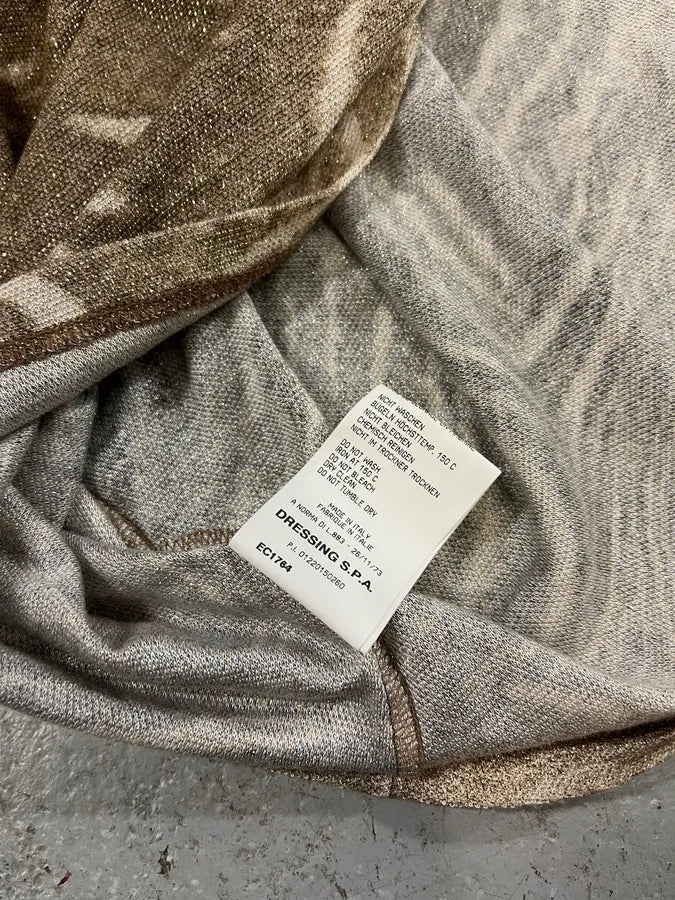 NICHT WASCHEN
BÜGELN HÖCHSTTEMP. 150 C
NICHT BLEICHEN
CHEMISCH REINIGEN
NICHT IM TROCKNER TROCKNEN
DO NOT WASH
IRON AT 150 C
DO NOT BLEACH
DRY CLEAN
DO NOT TUMBLE DRY
MADE IN ITALY
FABRIQUE EN ITALIE
A NORMA DI L.883 - 26/11/73
DRESSING S.P.A.
P.I. 01220150260
EC1764